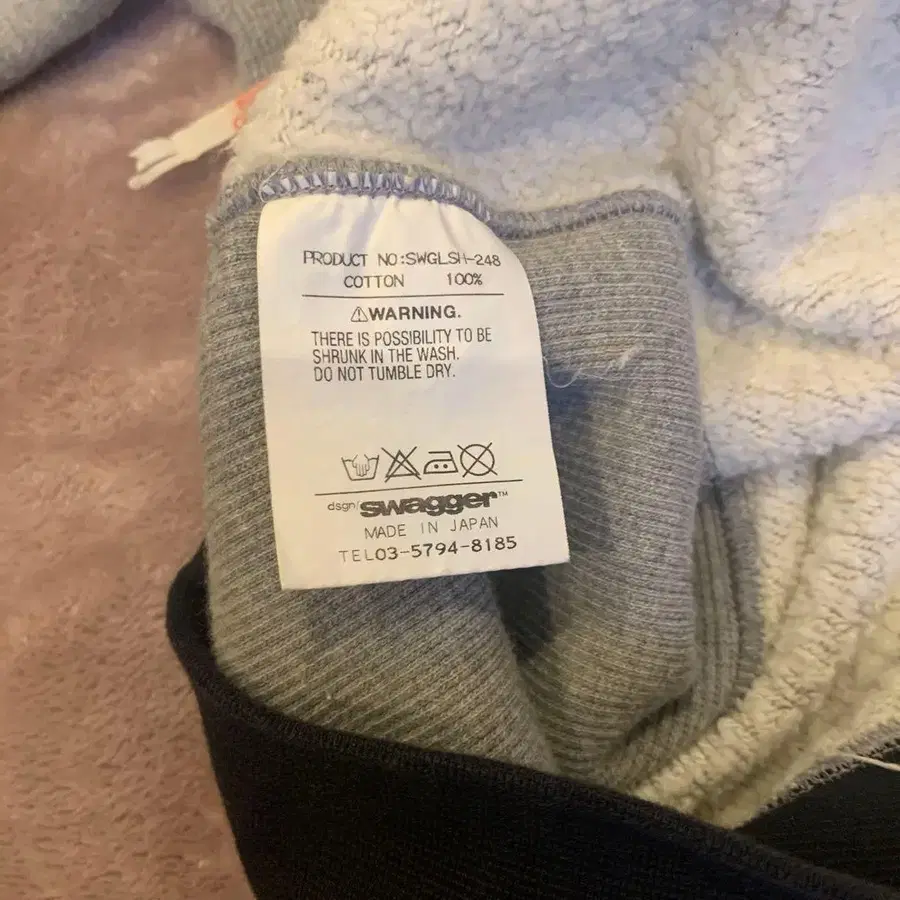 PRODUCT NO:SWGLSH-248
COTTON 100%
⚠WARNING.
THERE IS POSSIBILITY TO BE
SHRUNK IN THE WASH.
DO NOT TUMBLE DRY.
dsgn/swagger™
MADE IN JAPAN
TEL03-5794-8185